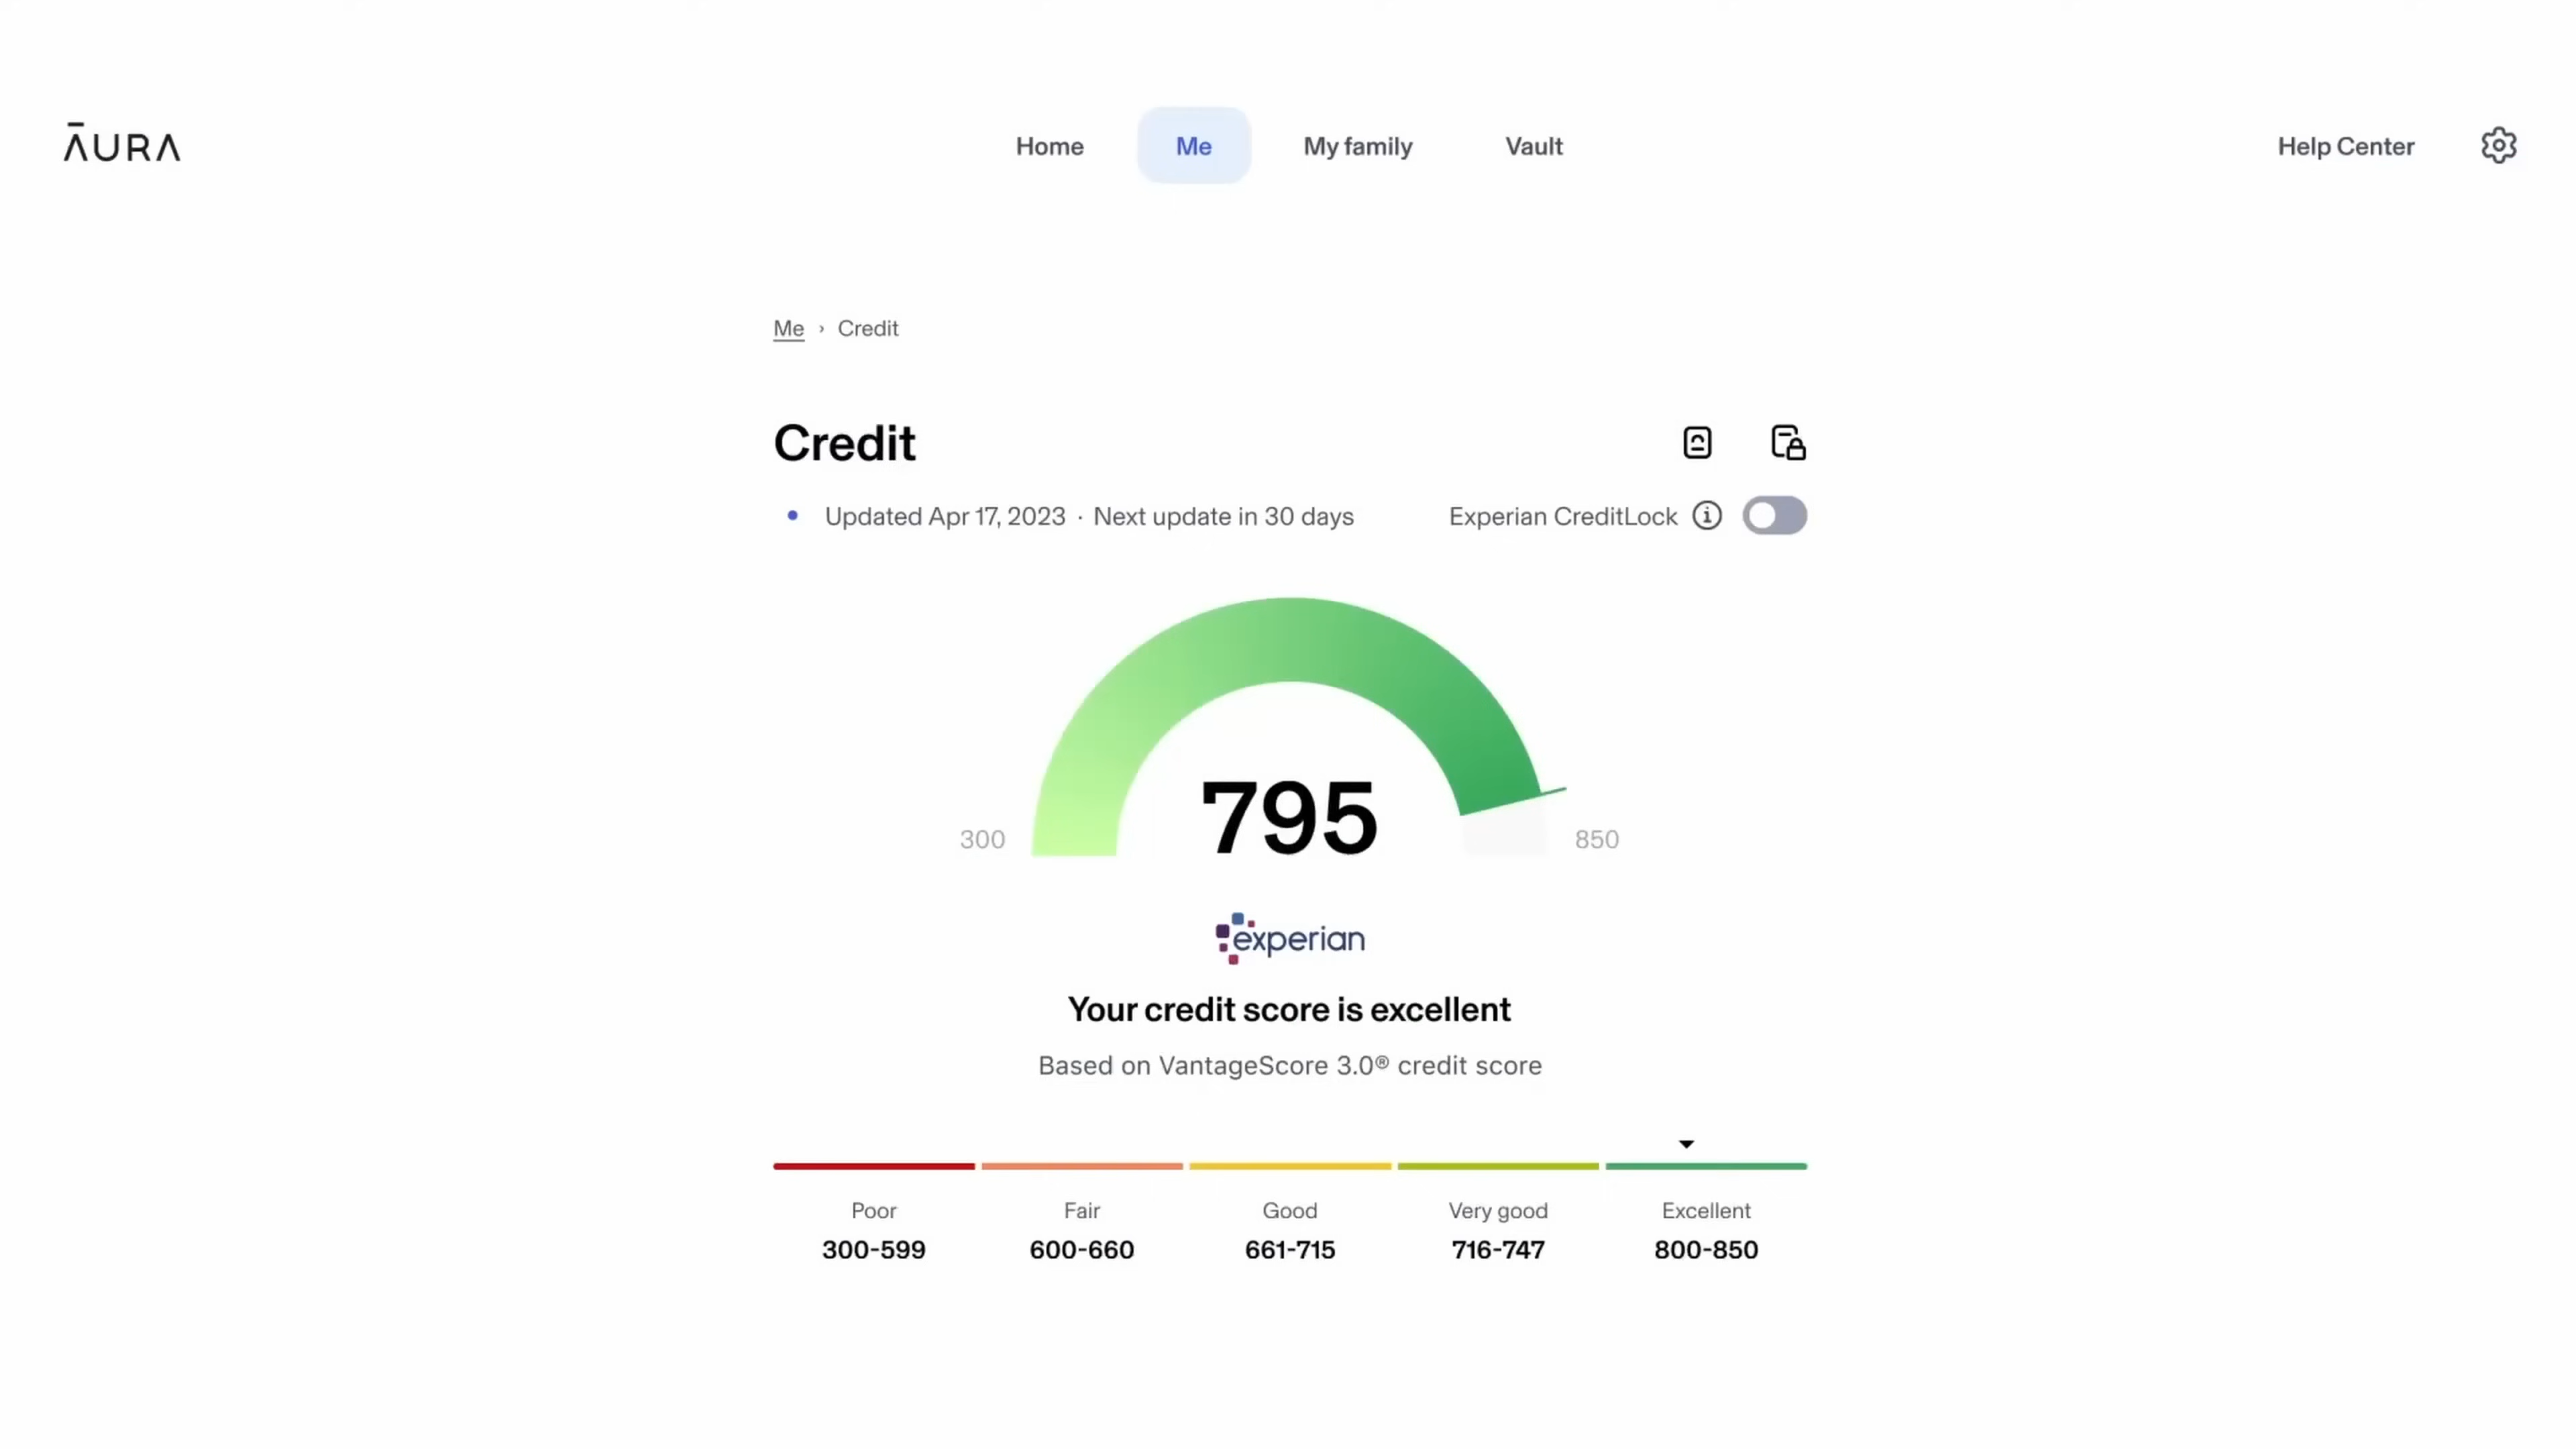 ĀURA
Home Me My family Vault
Help Center
Me › Credit
Credit
Updated Apr 17, 2023 · Next update in 30 days
Experian CreditLock
795
300
850
experian
Your credit score is excellent
Based on VantageScore 3.0® credit score
Poor Fair Good Very good Excellent
300-599 600-660 661-715 716-747 800-850